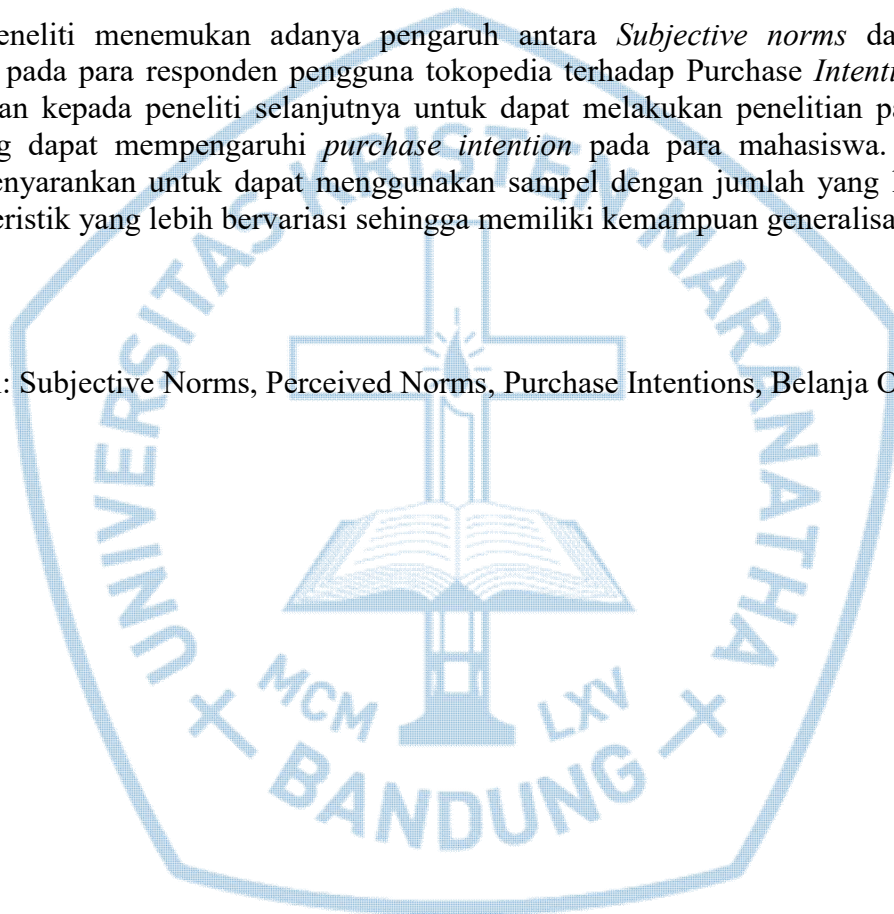 eneliti menemukan adanya pengaruh antara Subjective norms da
pada para responden pengguna tokopedia terhadap Purchase Intenti
an kepada peneliti selanjutnya untuk dapat melakukan penelitian pa
g dapat mempengaruhi purchase intention pada para mahasiswa.
enyarankan untuk dapat menggunakan sampel dengan jumlah yang
eristik yang lebih bervariasi sehingga memiliki kemampuan generalisa
: Subjective Norms, Perceived Norms, Purchase Intentions, Belanja O
UNIVERSITAS KRISTEN MARANATHA
MCM LXV
BANDUNG